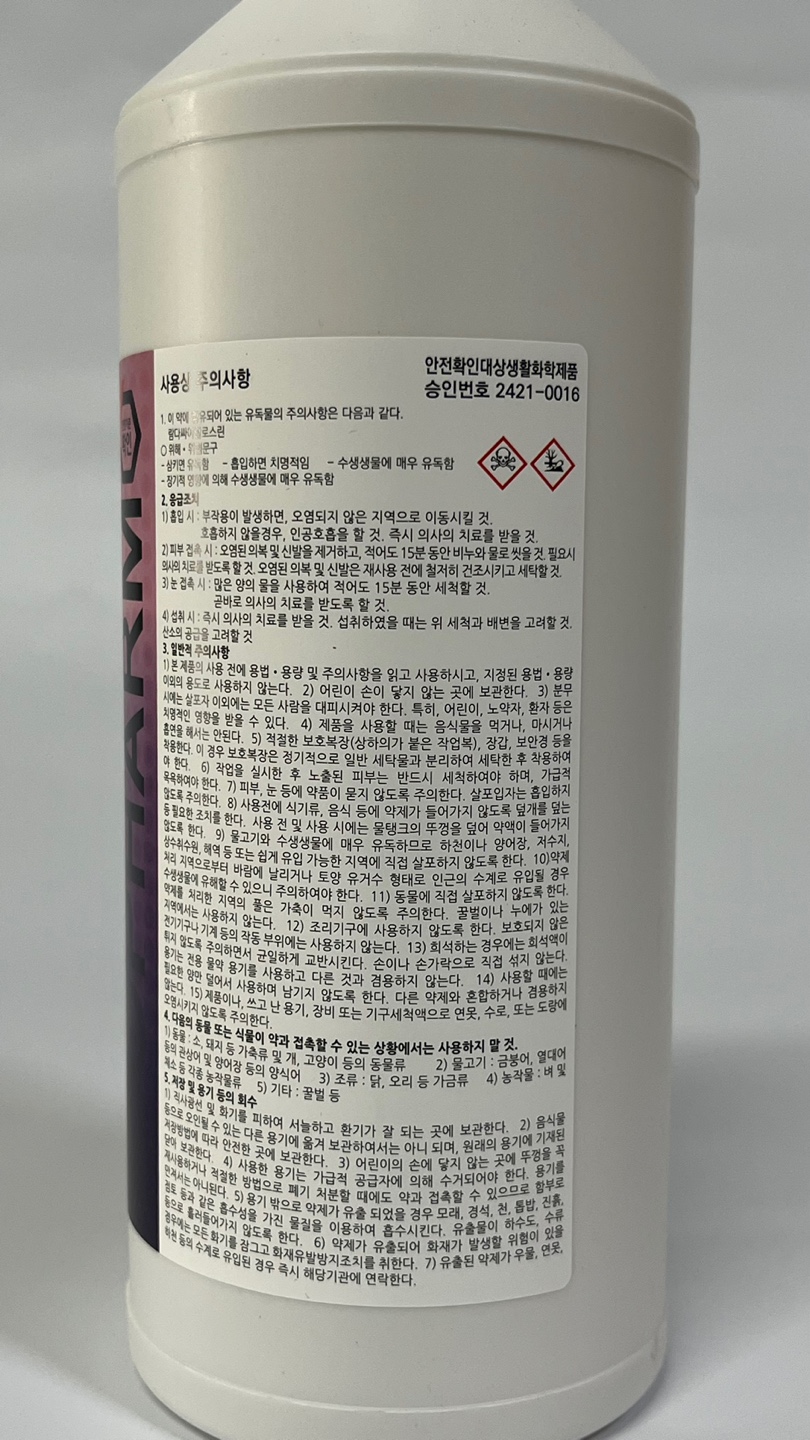 사용상 주의사항
안전확인대상생활화학제품
승인번호 2421-0016
1. 이 약에 함유되어 있는 유독물의 주의사항은 다음과 같다.
람다싸이할로스린
○ 위해·위험문구
- 삼키면 유독함 - 흡입하면 치명적임 - 수생생물에 매우 유독함
- 장기적 영향에 의해 수생생물에 매우 유독함
2. 응급조치
1) 흡입 시 : 부작용이 발생하면, 오염되지 않은 지역으로 이동시킬 것.
호흡하지 않을경우, 인공호흡을 할 것. 즉시 의사의 치료를 받을 것.
2) 피부 접촉 시 : 오염된 의복 및 신발을 제거하고, 적어도 15분 동안 비누와 물로 씻을 것. 필요시
의사의 치료를 받도록 할 것. 오염된 의복 및 신발은 재사용 전에 철저히 건조시키고 세탁할 것.
3) 눈 접촉 시 : 많은 양의 물을 사용하여 적어도 15분 동안 세척할 것.
곧바로 의사의 치료를 받도록 할 것.
4) 섭취 시 : 즉시 의사의 치료를 받을 것. 섭취하였을 때는 위 세척과 배변을 고려할 것.
산소의 공급을 고려할 것
3. 일반적 주의사항
1) 본 제품의 사용 전에 용법·용량 및 주의사항을 읽고 사용하시고, 지정된 용법·용량
이외의 용도로 사용하지 않는다. 2) 어린이 손이 닿지 않는 곳에 보관한다. 3) 분무
시에는 살포자 이외에는 모든 사람을 대피시켜야 한다. 특히, 어린이, 노약자, 환자 등은
치명적인 영향을 받을 수 있다. 4) 제품을 사용할 때는 음식물을 먹거나, 마시거나
흡연을 해서는 안된다. 5) 적절한 보호복장(상하의가 붙은 작업복), 장갑, 보안경 등을
착용한다. 이 경우 보호복장은 정기적으로 일반 세탁물과 분리하여 세탁한 후 착용하여
야 한다. 6) 작업을 실시한 후 노출된 피부는 반드시 세척하여야 하며, 가급적
목욕하여야 한다. 7) 피부, 눈 등에 약품이 묻지 않도록 주의한다. 살포입자는 흡입하지
않도록 주의한다. 8) 사용전에 식기류, 음식 등에 약제가 들어가지 않도록 덮개를 덮는
등 필요한 조치를 한다. 사용 전 및 사용 시에는 물탱크의 뚜껑을 덮어 약액이 들어가지
않도록 한다. 9) 물고기와 수생생물에 매우 유독하므로 하천이나 양어장, 저수지,
상수취수원, 해역 등 또는 쉽게 유입 가능한 지역에 직접 살포하지 않도록 한다. 10)약제
처리 지역으로부터 바람에 날리거나 토양 유거수 형태로 인근의 수계로 유입될 경우
수생생물에 유해할 수 있으니 주의하여야 한다. 11) 동물에 직접 살포하지 않도록 한다.
약제를 처리한 지역의 풀은 가축이 먹지 않도록 주의한다. 꿀벌이나 누에가 있는
지역에서는 사용하지 않는다. 12) 조리기구에 사용하지 않도록 한다. 보호되지 않은
전기기구나 기계 등의 작동 부위에는 사용하지 않는다. 13) 희석하는 경우에는 희석액이
튀지 않도록 주의하면서 균일하게 교반시킨다. 손이나 손가락으로 직접 섞지 않는다.
용기는 전용 물약 용기를 사용하고 다른 것과 겸용하지 않는다. 14) 사용할 때에는
필요한 양만 덜어서 사용하며 남기지 않도록 한다. 다른 약제와 혼합하거나 겸용하지
않는다. 15) 제품이나, 쓰고 난 용기, 장비 또는 기구세척액으로 연못, 수로, 또는 도랑에
오염시키지 않도록 주의한다.
4. 다음의 동물 또는 식물이 약과 접촉할 수 있는 상황에서는 사용하지 말 것.
1) 동물 : 소, 돼지 등 가축류 및 개, 고양이 등의 동물류 2) 물고기 : 금붕어, 열대어
등의 관상어 및 양어장 등의 양식어 3) 조류 : 닭, 오리 등 가금류 4) 농작물 : 벼 및
채소 등 각종 농작물류 5) 기타 : 꿀벌 등
5. 저장 및 용기 등의 회수
1) 직사광선 및 화기를 피하여 서늘하고 환기가 잘 되는 곳에 보관한다. 2) 음식물
등으로 오인될 수 있는 다른 용기에 옮겨 보관하여서는 아니 되며, 원래의 용기에 기재된
저장방법에 따라 안전한 곳에 보관한다. 3) 어린이의 손에 닿지 않는 곳에 뚜껑을 꼭
닫아 보관한다. 4) 사용한 용기는 가급적 공급자에 의해 수거되어야 한다. 용기를
재사용하거나 적절한 방법으로 폐기 처분할 때에도 약과 접촉할 수 있으므로 함부로
만져서는 아니된다. 5) 용기 밖으로 약제가 유출 되었을 경우 모래, 경석, 천, 톱밥, 진흙,
점토 등과 같은 흡수성을 가진 물질을 이용하여 흡수시킨다. 유출물이 하수도, 수류
등으로 흘러들어가지 않도록 한다. 6) 약제가 유출되어 화재가 발생할 위험이 있을
경우에는 모든 화기를 잠그고 화재유발방지조치를 취한다. 7) 유출된 약제가 우물, 연못,
하천 등의 수계로 유입된 경우 즉시 해당기관에 연락한다.